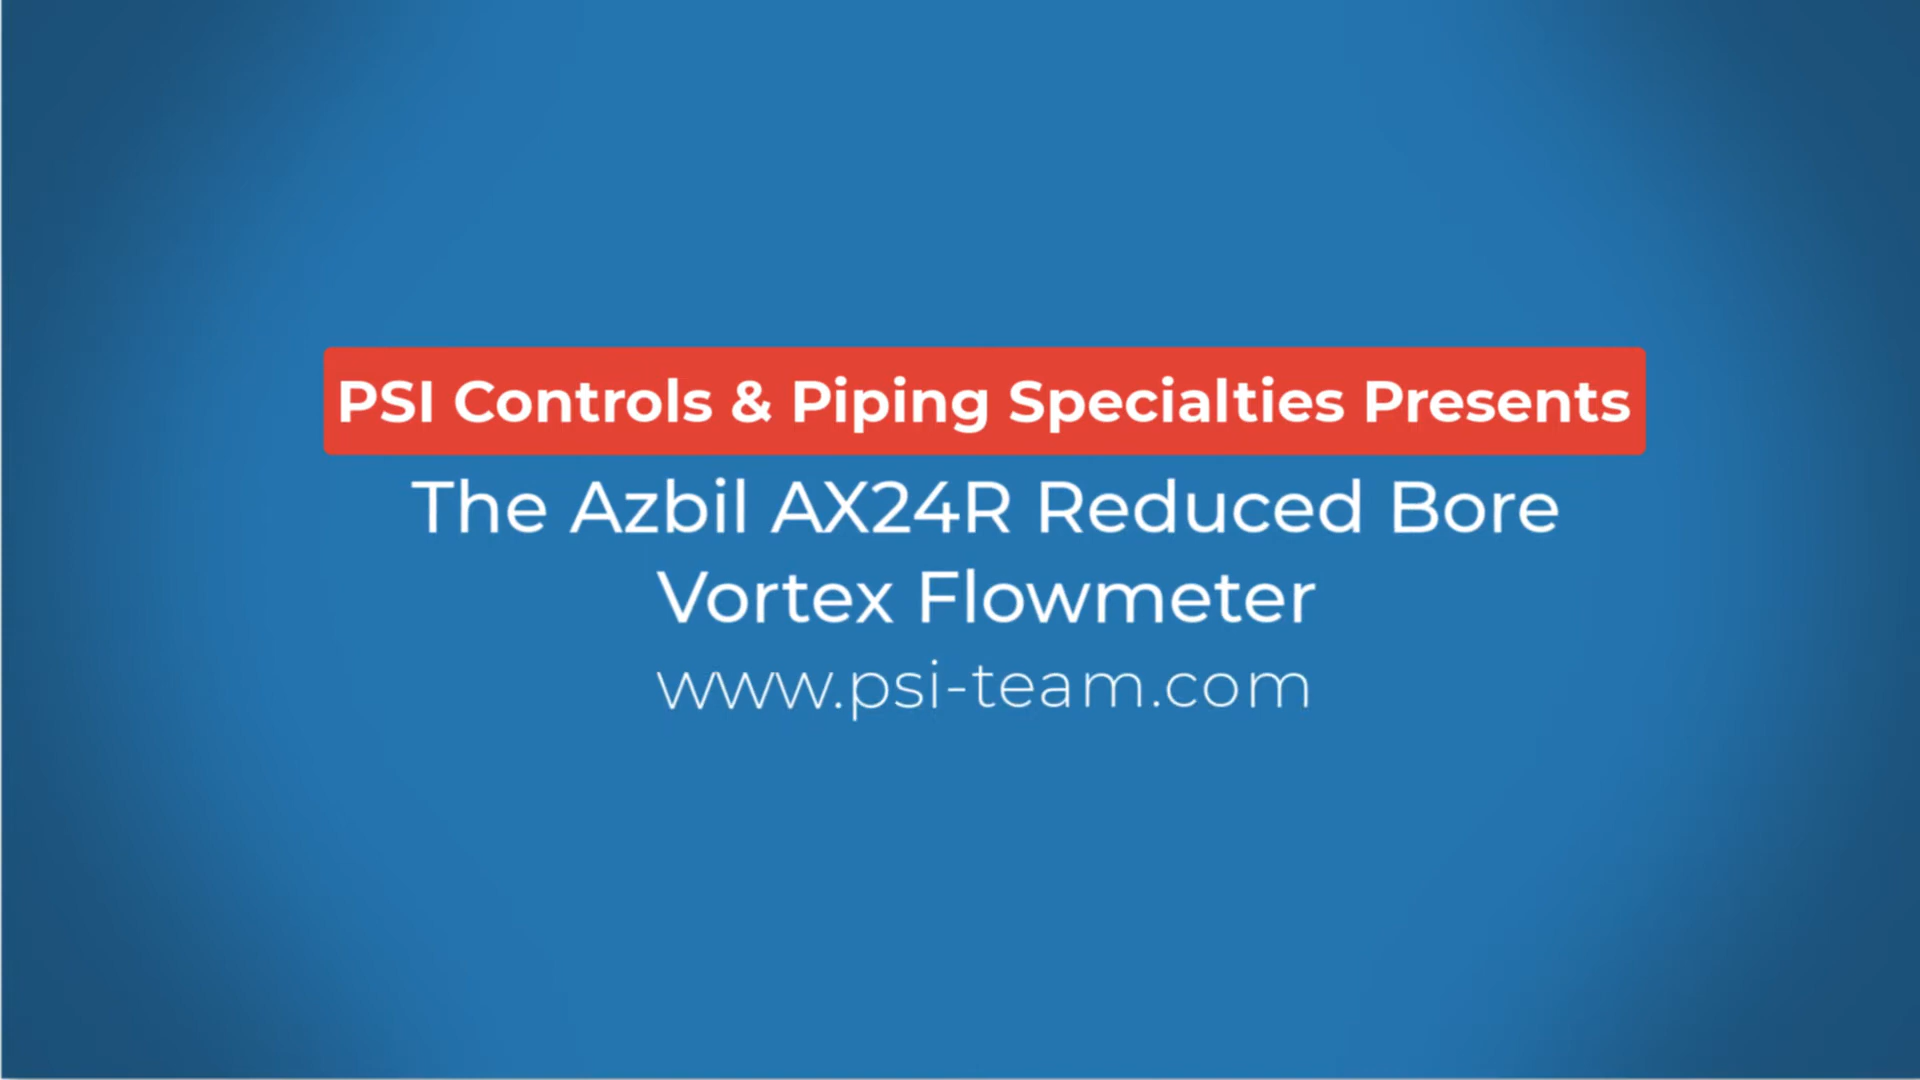 PSI Controls & Piping Specialties Presents
The Azbil AX24R Reduced Bore
Vortex Flowmeter
www.psi-team.com